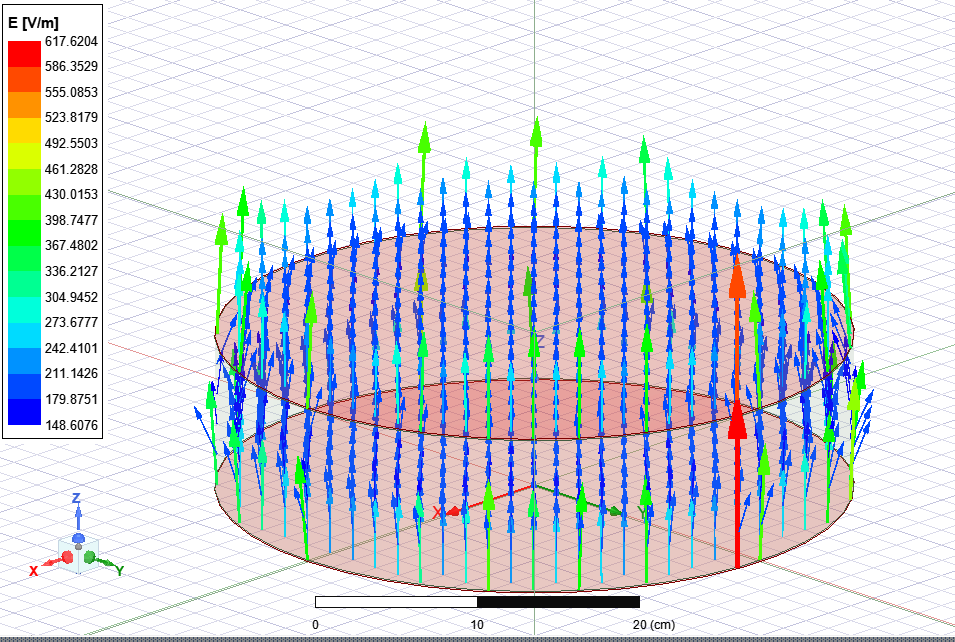 E [V/m]
617.6204
586.3529
555.0853
523.8179
492.5503
461.2828
430.0153
398.7477
367.4802
336.2127
304.9452
273.6777
242.4101
211.1426
179.8751
148.6076
Z
X
Y
Z
X
Y
0 10 20 (cm)